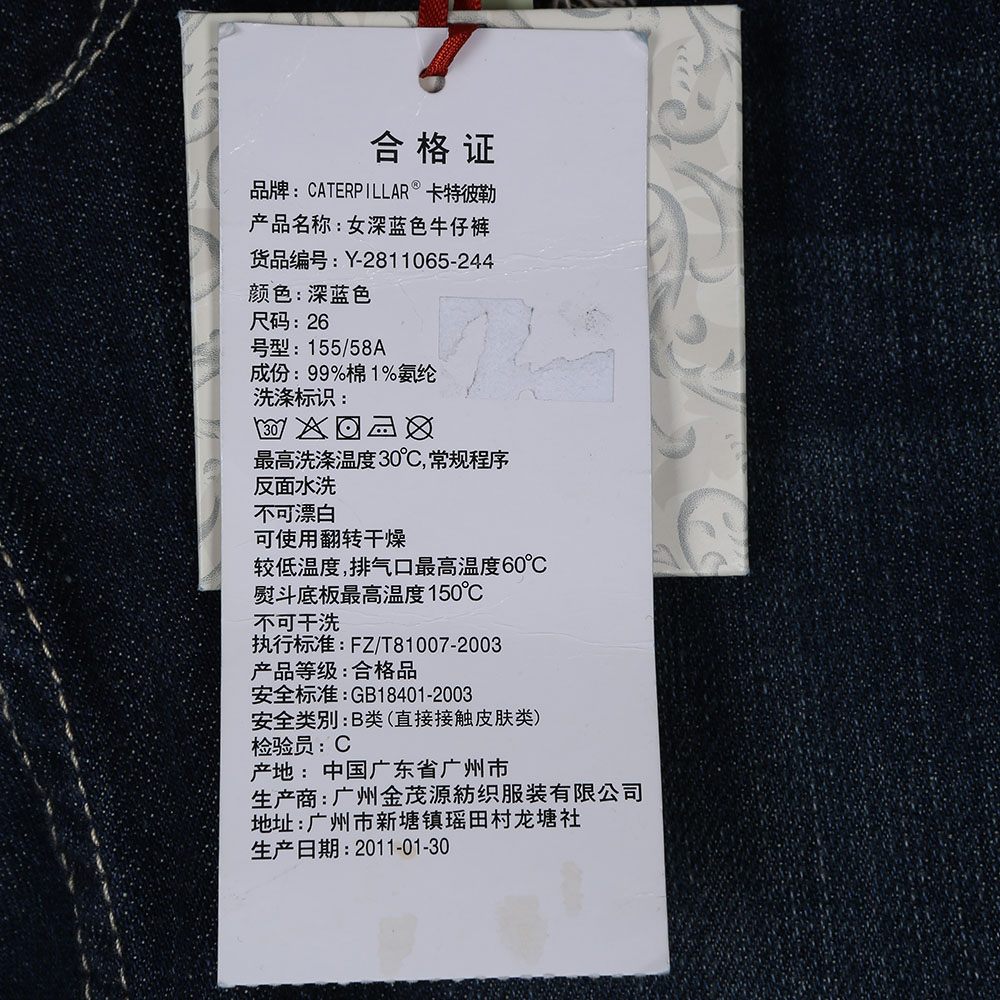 合格证
品牌：CATERPILLAR® 卡特彼勒
产品名称：女深蓝色牛仔裤
货品编号：Y-2811065-244
颜色：深蓝色
尺码：26
号型：155/58A
成份：99%棉1%氨纶
洗涤标识：
30
最高洗涤温度30℃,常规程序
反面水洗
不可漂白
可使用翻转干燥
较低温度,排气口最高温度60℃
熨斗底板最高温度150℃
不可干洗
执行标准：FZ/T81007-2003
产品等级：合格品
安全标准：GB18401-2003
安全类别：B类（直接接触皮肤类）
检验员：C
产地：中国广东省广州市
生产商：广州金茂源紡织服装有限公司
地址：广州市新塘镇瑶田村龙塘社
生产日期：2011-01-30